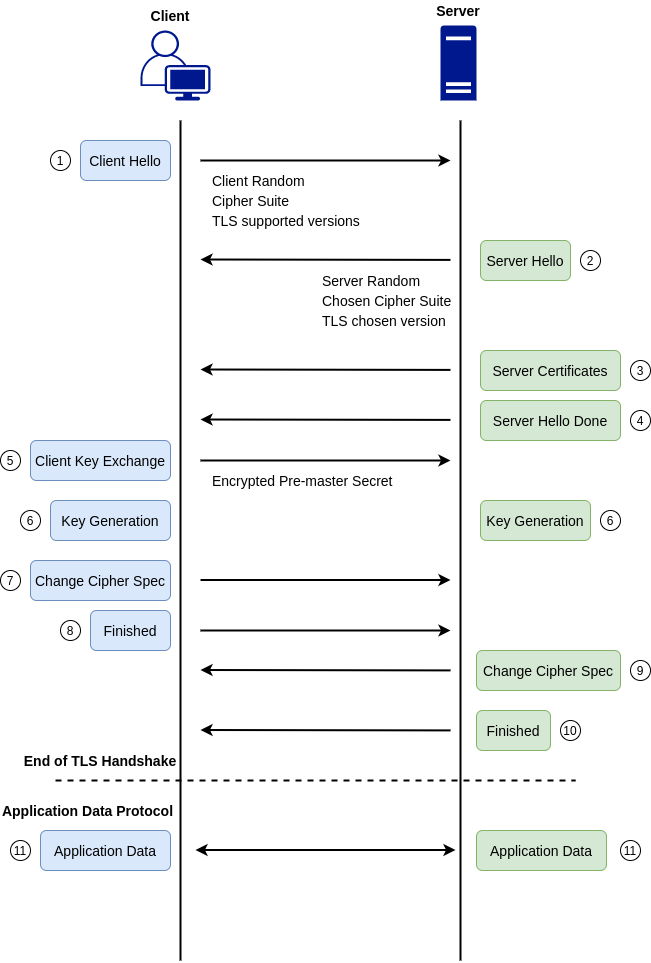 Client
Server
1
Client Hello
Client Random
Cipher Suite
TLS supported versions
Server Hello
2
Server Random
Chosen Cipher Suite
TLS chosen version
Server Certificates
3
Server Hello Done
4
5
Client Key Exchange
Encrypted Pre-master Secret
6
Key Generation
Key Generation
6
7
Change Cipher Spec
8
Finished
Change Cipher Spec
9
Finished
10
End of TLS Handshake
Application Data Protocol
11
Application Data
Application Data
11